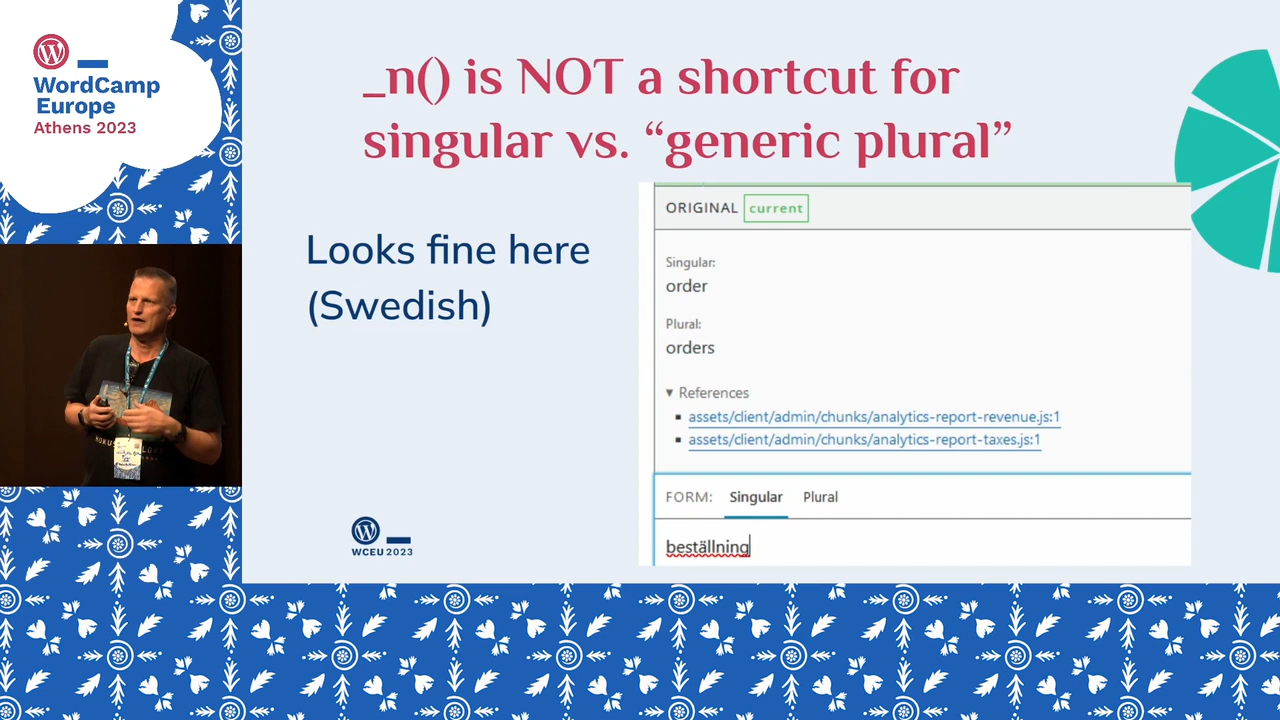 WordCamp
Europe
Athens 2023
_n() is NOT a shortcut for
singular vs. “generic plural”
Looks fine here
(Swedish)
ORIGINAL current
Singular:
order
Plural:
orders
▼ References
▪ assets/client/admin/chunks/analytics-report-revenue.js:1
▪ assets/client/admin/chunks/analytics-report-taxes.js:1
FORM: Singular Plural
beställning
WCEU 2023